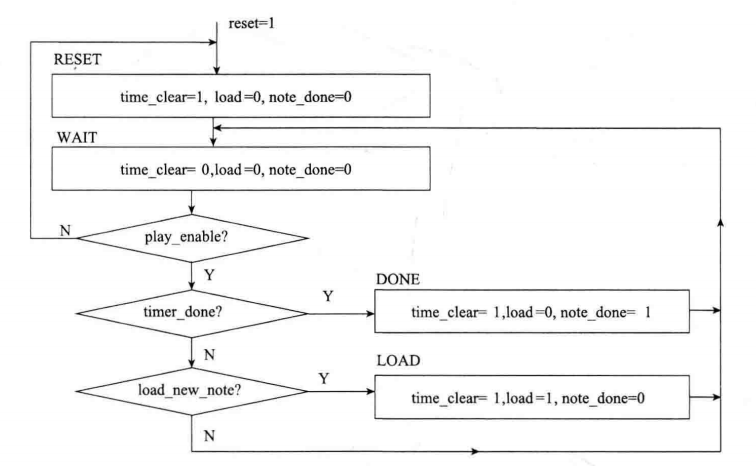 reset=1
RESET
time_clear=1, load=0, note_done=0
WAIT
time_clear= 0,load=0, note_done=0
N
play_enable?
Y
DONE
timer_done?
Y
time_clear= 1,load=0, note_done= 1
N
LOAD
load_new_note?
Y
time_clear= 1,load=1, note_done=0
N